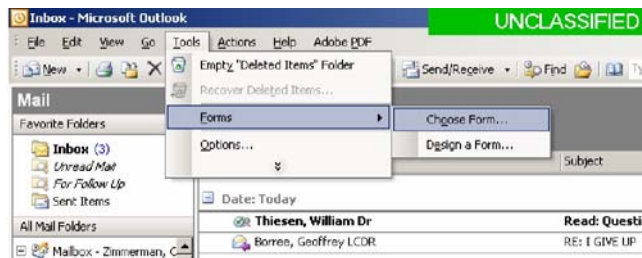 Inbox - Microsoft Outlook
UNCLASSIFIED
File Edit View Go Tools Actions Help Adobe PDF
New Send/Receive Find
Empty "Deleted Items" Folder
Recover Deleted Items...
Forms
Choose Form...
Options...
Design a Form...
Mail
Favorite Folders
Inbox (3)
Unread Mail
For Follow Up
Sent Items
All Mail Folders
Mailbox - Zimmerman, C
Subject
Date: Today
Thiesen, William Dr Read: Questi
Borree, Geoffrey LCDR RE: I GIVE UP